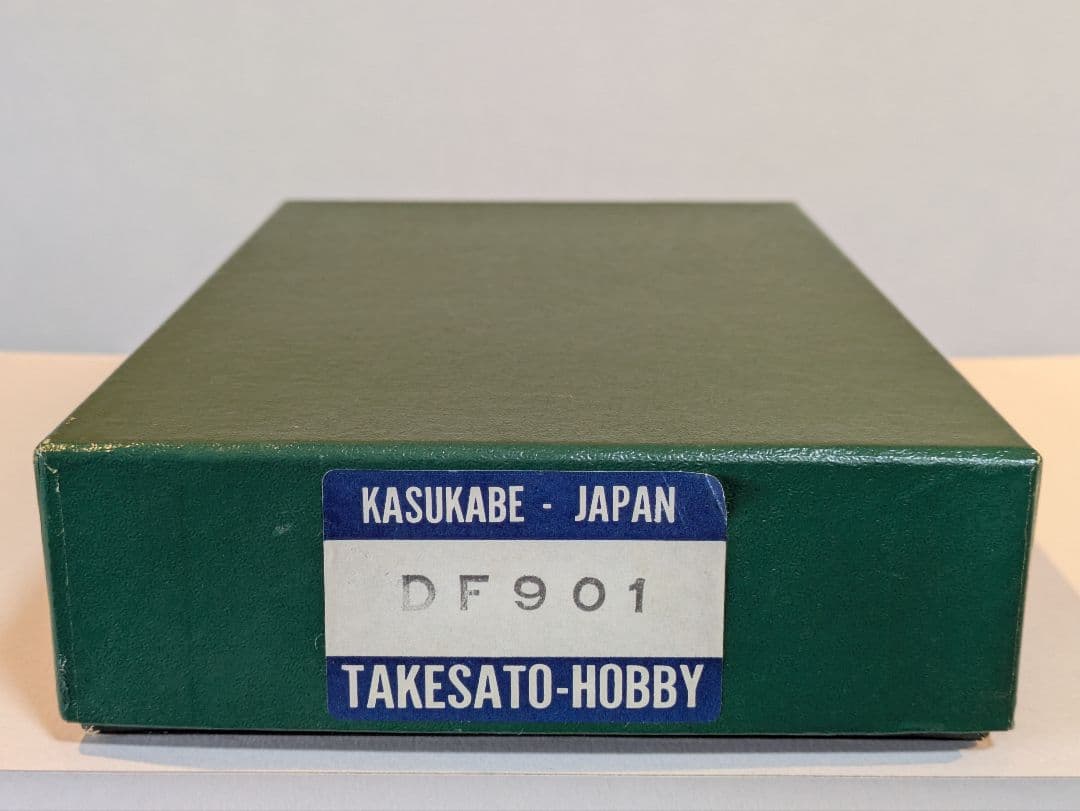 KASUKABE - JAPAN
DF901
TAKESATO-HOBBY